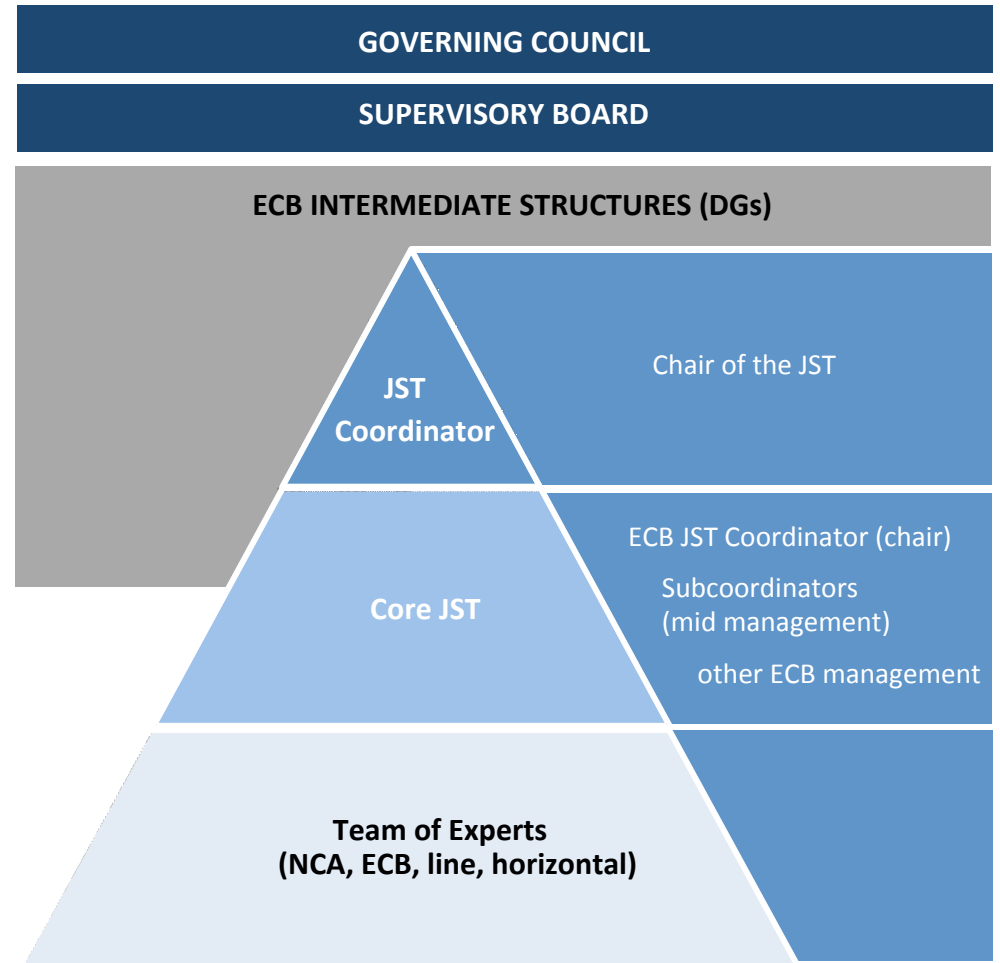 GOVERNING COUNCIL
SUPERVISORY BOARD
ECB INTERMEDIATE STRUCTURES (DGs)
JST
Coordinator
Chair of the JST
Core JST
ECB JST Coordinator (chair)
Subcoordinators
(mid management)
other ECB management
Team of Experts
(NCA, ECB, line, horizontal)